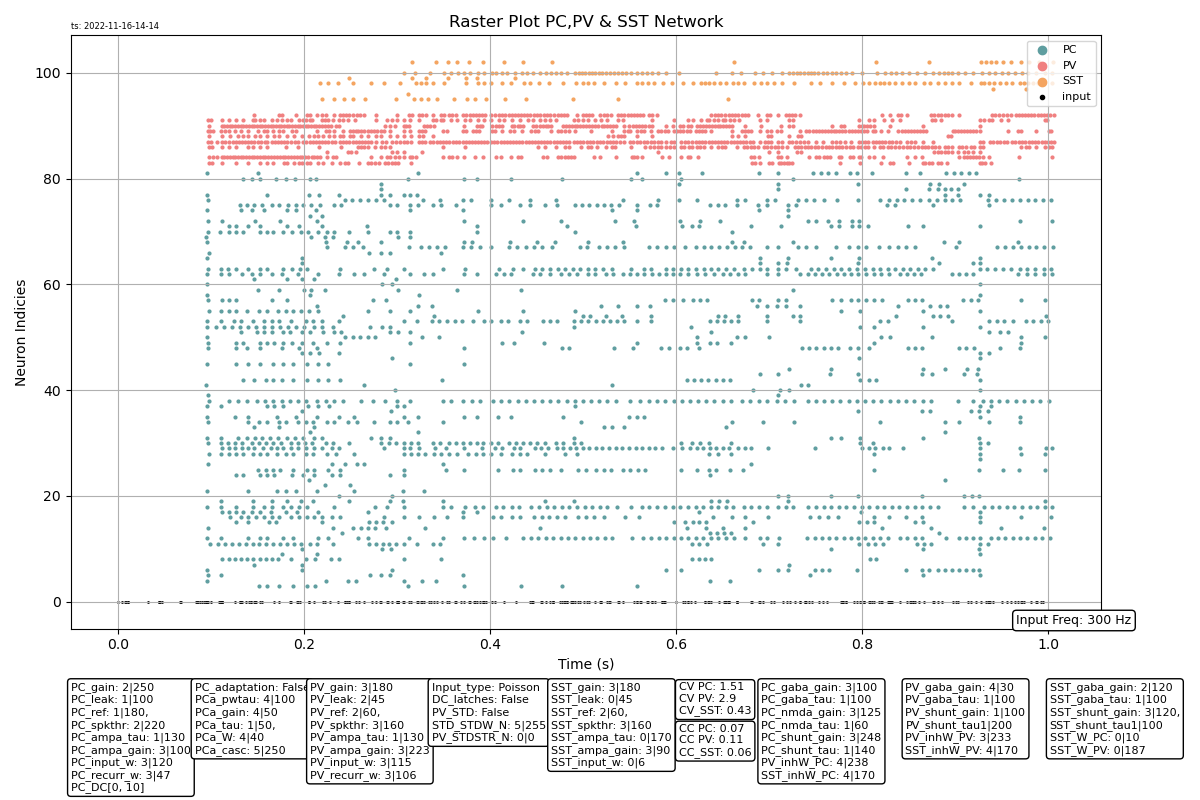 ts: 2022-11-16-14-14
Raster Plot PC,PV & SST Network
PC
PV
SST
input
Neuron Indicies
100
80
60
40
20
0
0.0
0.2
0.4
0.6
0.8
1.0
Time (s)
Input Freq: 300 Hz
PC_gain: 2|250
PC_leak: 1|100
PC_ref: 1|180,
PC_spkthr: 2|220
PC_ampa_tau: 1|130
PC_ampa_gain: 3|100
PC_input_w: 3|120
PC_recurr_w: 3|47
PC_DC[0, 10]
PC_adaptation: False
PCa_pwtau: 4|100
PCa_gain: 4|50
PCa_tau: 1|50,
PCa_W: 4|40
PCa_casc: 5|250
PV_gain: 3|180
PV_leak: 2|45
PV_ref: 2|60,
PV_spkthr: 3|160
PV_ampa_tau: 1|130
PV_ampa_gain: 3|223
PV_input_w: 3|115
PV_recurr_w: 3|106
Input_type: Poisson
DC_latches: False
PV_STD: False
STD_STDW_N: 5|255
PV_STDSTR_N: 0|0
SST_gain: 3|180
SST_leak: 0|45
SST_ref: 2|60,
SST_spkthr: 3|160
SST_ampa_tau: 0|170
SST_ampa_gain: 3|90
SST_input_w: 0|6
CV PC: 1.51
CV PV: 2.9
CV_SST: 0.43
CC PC: 0.07
CC PV: 0.11
CC_SST: 0.06
PC_gaba_gain: 3|100
PC_gaba_tau: 1|100
PC_nmda_gain: 3|125
PC_nmda_tau: 1|60
PC_shunt_gain: 3|248
PC_shunt_tau: 1|140
PV_inhW_PC: 4|238
SST_inhW_PC: 4|170
PV_gaba_gain: 4|30
PV_gaba_tau: 1|100
PV_shunt_gain: 1|100
PV_shunt_tau1|200
PV_inhW_PV: 3|233
SST_inhW_PV: 4|170
SST_gaba_gain: 2|120
SST_gaba_tau: 1|100
SST_shunt_gain: 3|120,
SST_shunt_tau1|100
SST_W_PC: 0|10
SST_W_PV: 0|187